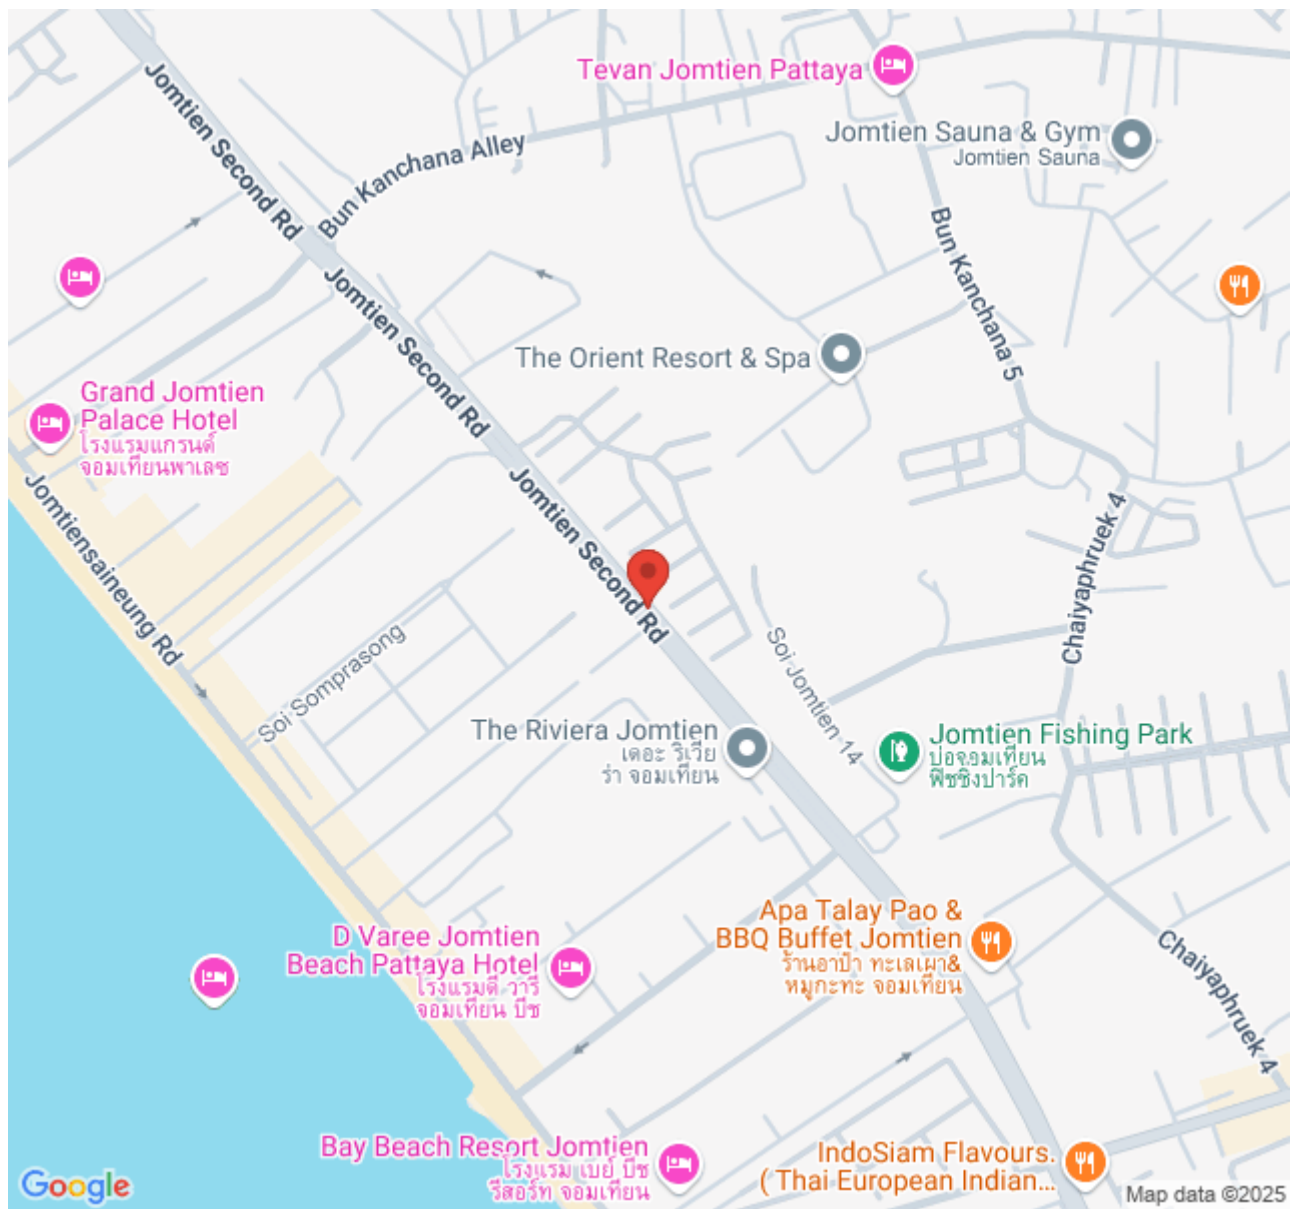 Tevan Jomtien Pattaya
Jomtien Second Rd
Bun Kanchana Alley
Jomtien Sauna & Gym
Jomtien Sauna
Bun Kanchana 5
Jomtien Second Rd
The Orient Resort & Spa
Grand Jomtien
Palace Hotel
โรงแรมแกรนด์
จอมเทียนพาเลซ
Jomtiensaineung Rd
Jomtien Second Rd
Chaiyaphruek 4
Soi Somprasong
Soi Jomtien 14
The Riviera Jomtien
เดอะ ริเวีย
ร่า จอมเทียน
Jomtien Fishing Park
บ่อจอมเทียน
ฟิชชิ่งปาร์ค
Apa Talay Pao &
BBQ Buffet Jomtien
ร้านอาป๋า ทะเลเผา&
หมูกะทะ จอมเทียน
D Varee Jomtien
Beach Pattaya Hotel
โรงแรมดี วารี
จอมเทียน บีช
Chaiyaphruek 4
Bay Beach Resort Jomtien
โรงแรม เบย์ บีช
รีสอร์ท จอมเทียน
IndoSiam Flavours.
( Thai European Indian...
Google
Map data ©2025